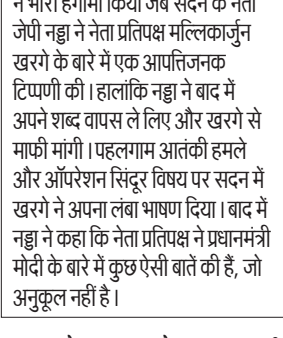 ने भारी हंगामा किया जब सदन के नेता
जेपी नड्डा ने नेता प्रतिपक्ष मल्लिकार्जुन
खरगे के बारे में एक आपत्तिजनक
टिप्पणी की। हालांकि नड्डा ने बाद में
अपने शब्द वापस ले लिए और खरगे से
माफी मांगी। पहलगाम आतंकी हमले
और ऑपरेशन सिंदूर विषय पर सदन में
खरगे ने अपना लंबा भाषण दिया। बाद में
नड्डा ने कहा कि नेता प्रतिपक्ष ने प्रधानमंत्री
मोदी के बारे में कुछ ऐसी बातें की हैं, जो
अनुकूल नहीं है।